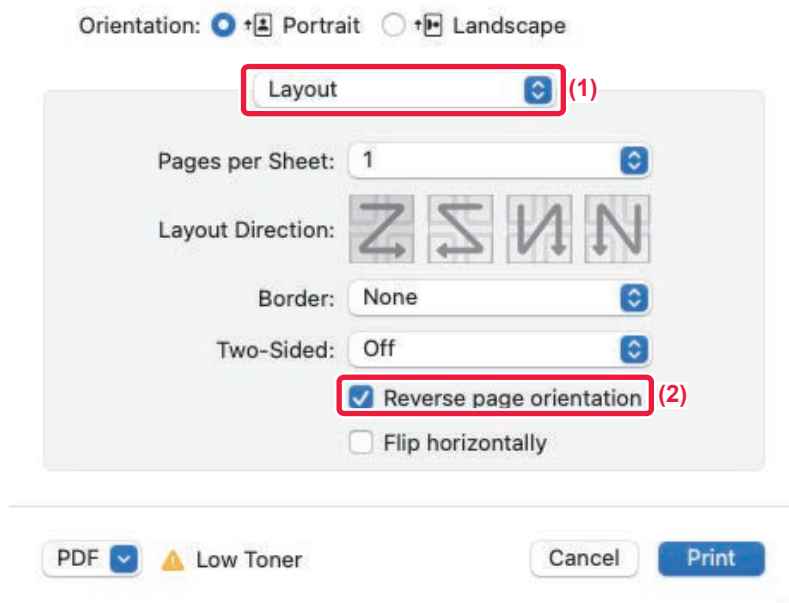 Orientation: Portrait Landscape
Layout (1)
Pages per Sheet: 1
Layout Direction:
Border: None
Two-Sided: Off
Reverse page orientation (2)
Flip horizontally
PDF Low Toner Cancel Print